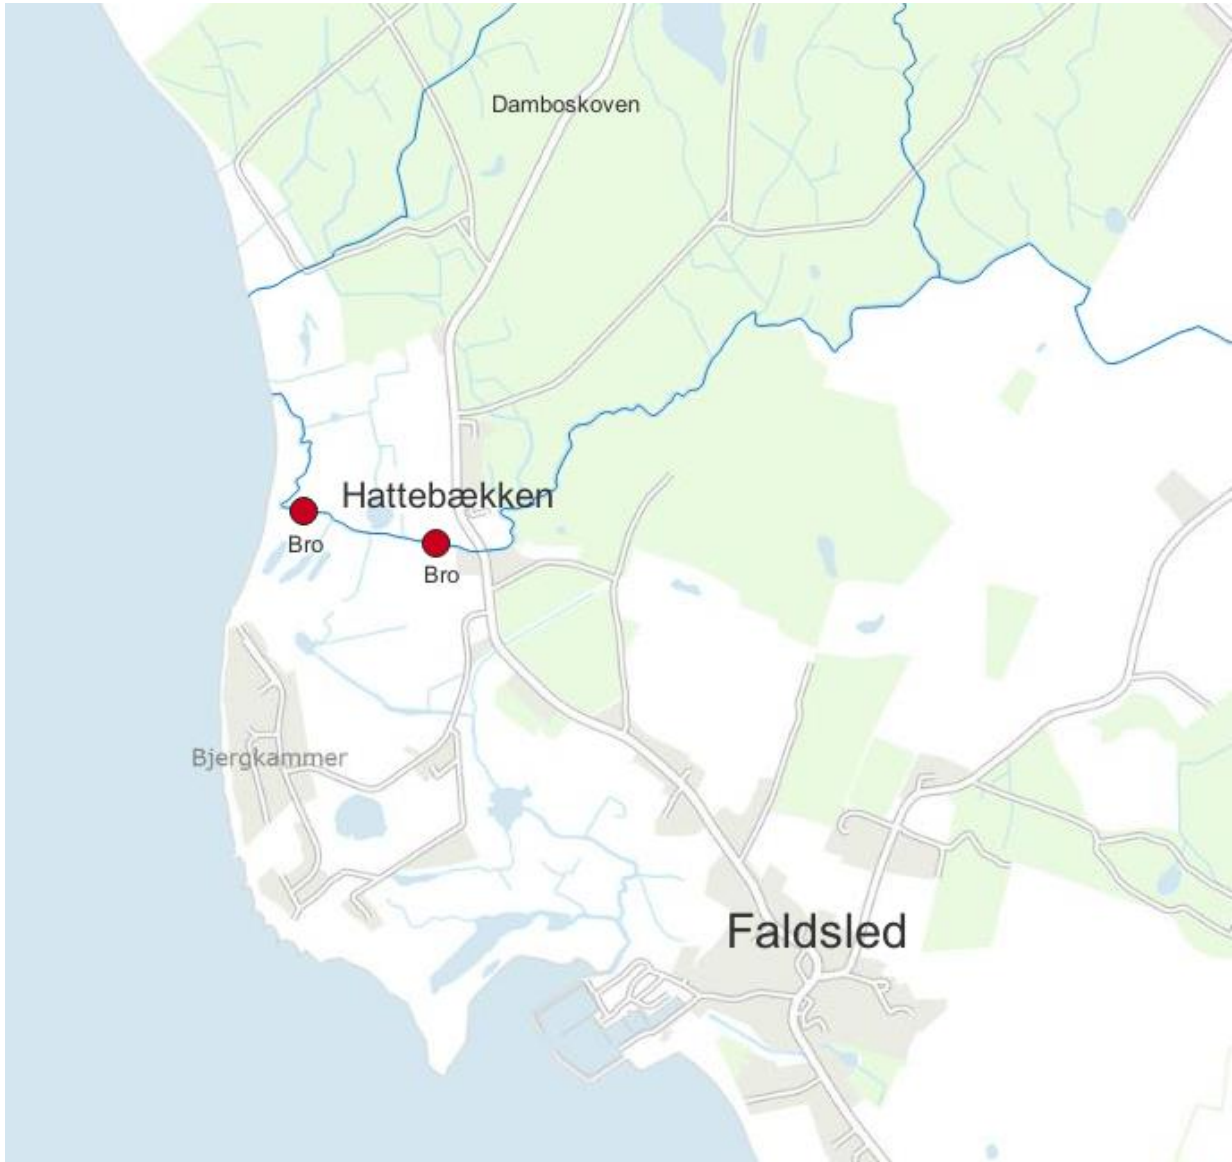 Damboskoven
Hattebækken
Bro
Bro
Bjergkammer
Faldsled